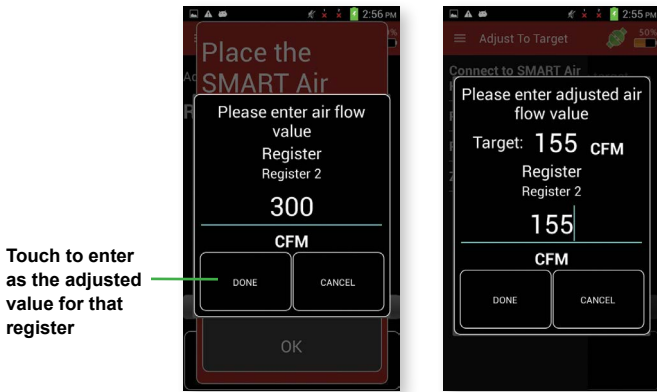 Touch to enter
as the adjusted
value for that
register
2:56 PM
Place the
SMART Air
Please enter air flow
value
Register
Register 2
300
CFM
DONE
CANCEL
OK
2:55 PM
Adjust To Target
50%
Connect to SMART Air
Please enter adjusted air
flow value
Target: 155 CFM
Register
Register 2
155
CFM
DONE
CANCEL